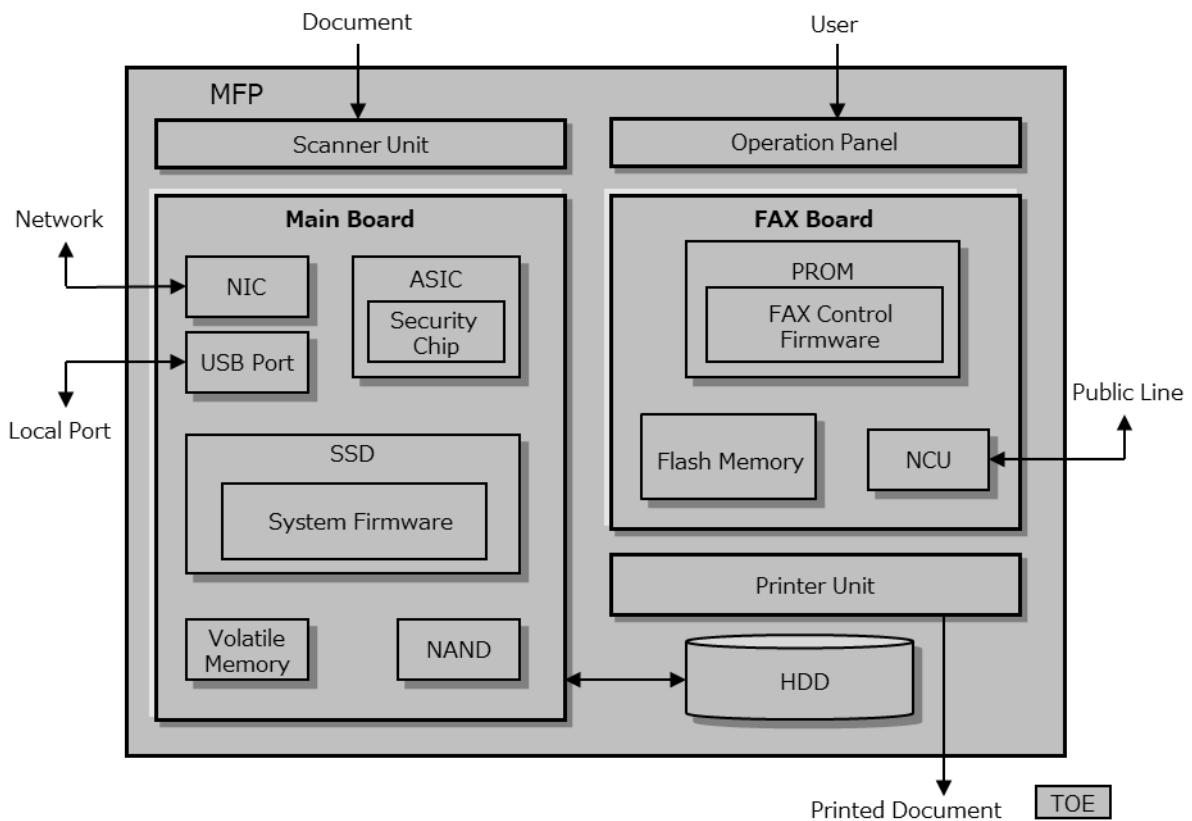 Document
User
MFP
Scanner Unit
Operation Panel
Main Board
FAX Board
Network
NIC
ASIC
Security
Chip
PROM
FAX Control
Firmware
USB Port
Local Port
Public Line
SSD
System Firmware
Flash Memory
NCU
Printer Unit
Volatile
Memory
NAND
HDD
Printed Document
TOE